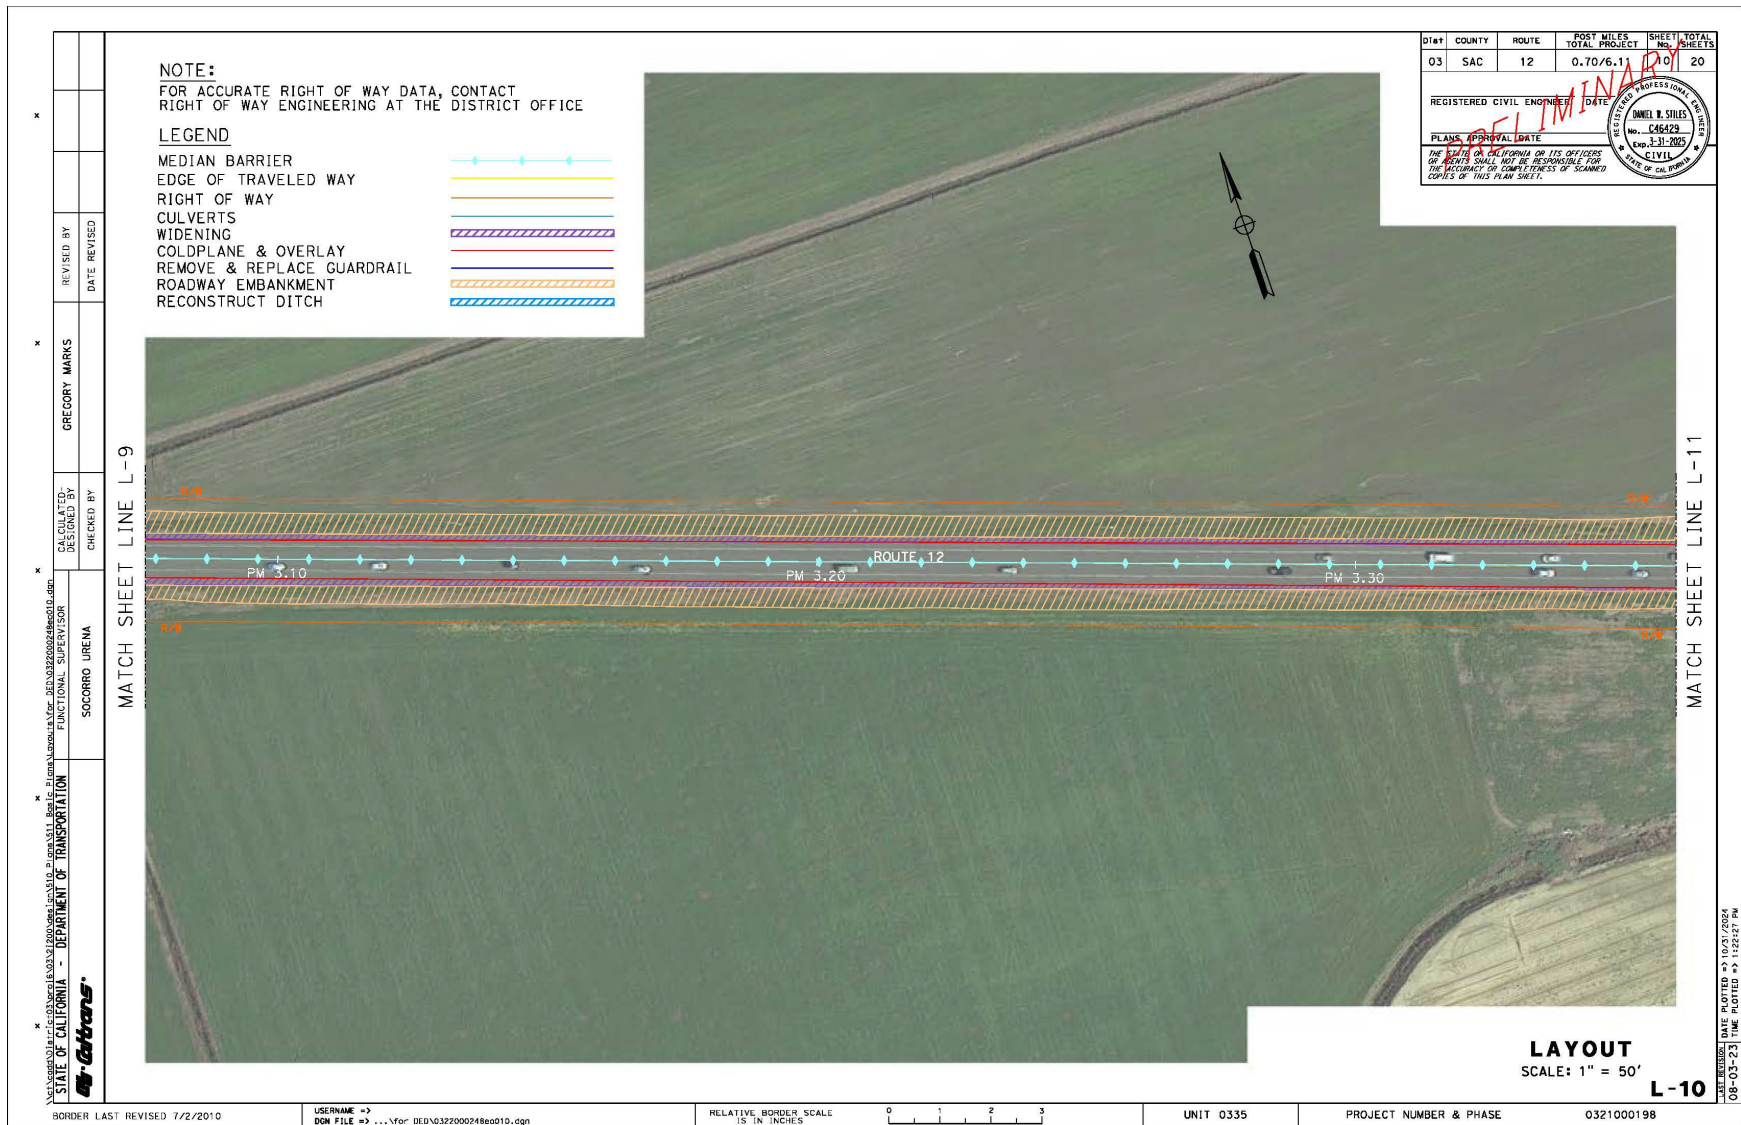 NOTE:
FOR ACCURATE RIGHT OF WAY DATA, CONTACT
RIGHT OF WAY ENGINEERING AT THE DISTRICT OFFICE
LEGEND
MEDIAN BARRIER
EDGE OF TRAVELED WAY
RIGHT OF WAY
CULVERTS
WIDENING
COLDPLANE & OVERLAY
REMOVE & REPLACE GUARDRAIL
ROADWAY EMBANKMENT
RECONSTRUCT DITCH
Dist COUNTY ROUTE POST MILES TOTAL PROJECT SHEET No. TOTAL SHEETS
03 SAC 12 0.70/6.11 10 20
REGISTERED CIVIL ENGINEER DATE
PLANS APPROVAL DATE
THE STATE OF CALIFORNIA OR ITS OFFICERS
OR AGENTS SHALL NOT BE RESPONSIBLE FOR
THE ACCURACY OR COMPLETENESS OF SCANNED
COPIES OF THIS PLAN SHEET.
PRELIMINARY
REGISTERED PROFESSIONAL ENGINEER
DANIEL W. STILES
No. C46429
Exp. 3-31-2025
CIVIL
STATE OF CALIFORNIA
REVISED BY
DATE REVISED
GREGORY MARKS
CALCULATED-
DESIGNED BY
CHECKED BY
FUNCTIONAL SUPERVISOR
SOCORRO URENA
STATE OF CALIFORNIA - DEPARTMENT OF TRANSPORTATION
Caltrans
MATCH SHEET LINE L-9
R/W
R/W
ROUTE 12
PM 3.10
PM 3.20
PM 3.30
R/W
R/W
MATCH SHEET LINE L-11
LAYOUT
SCALE: 1" = 50'
L-10
LAST REVISION
08-03-23
DATE PLOTTED => 10/31/2024
TIME PLOTTED => 1:22:27 PM
BORDER LAST REVISED 7/2/2010
USERNAME =>
DGN FILE => ...\for DED\0322000248eo010.dgn
RELATIVE BORDER SCALE
IS IN INCHES
0 1 2 3
UNIT 0335
PROJECT NUMBER & PHASE
0321000198